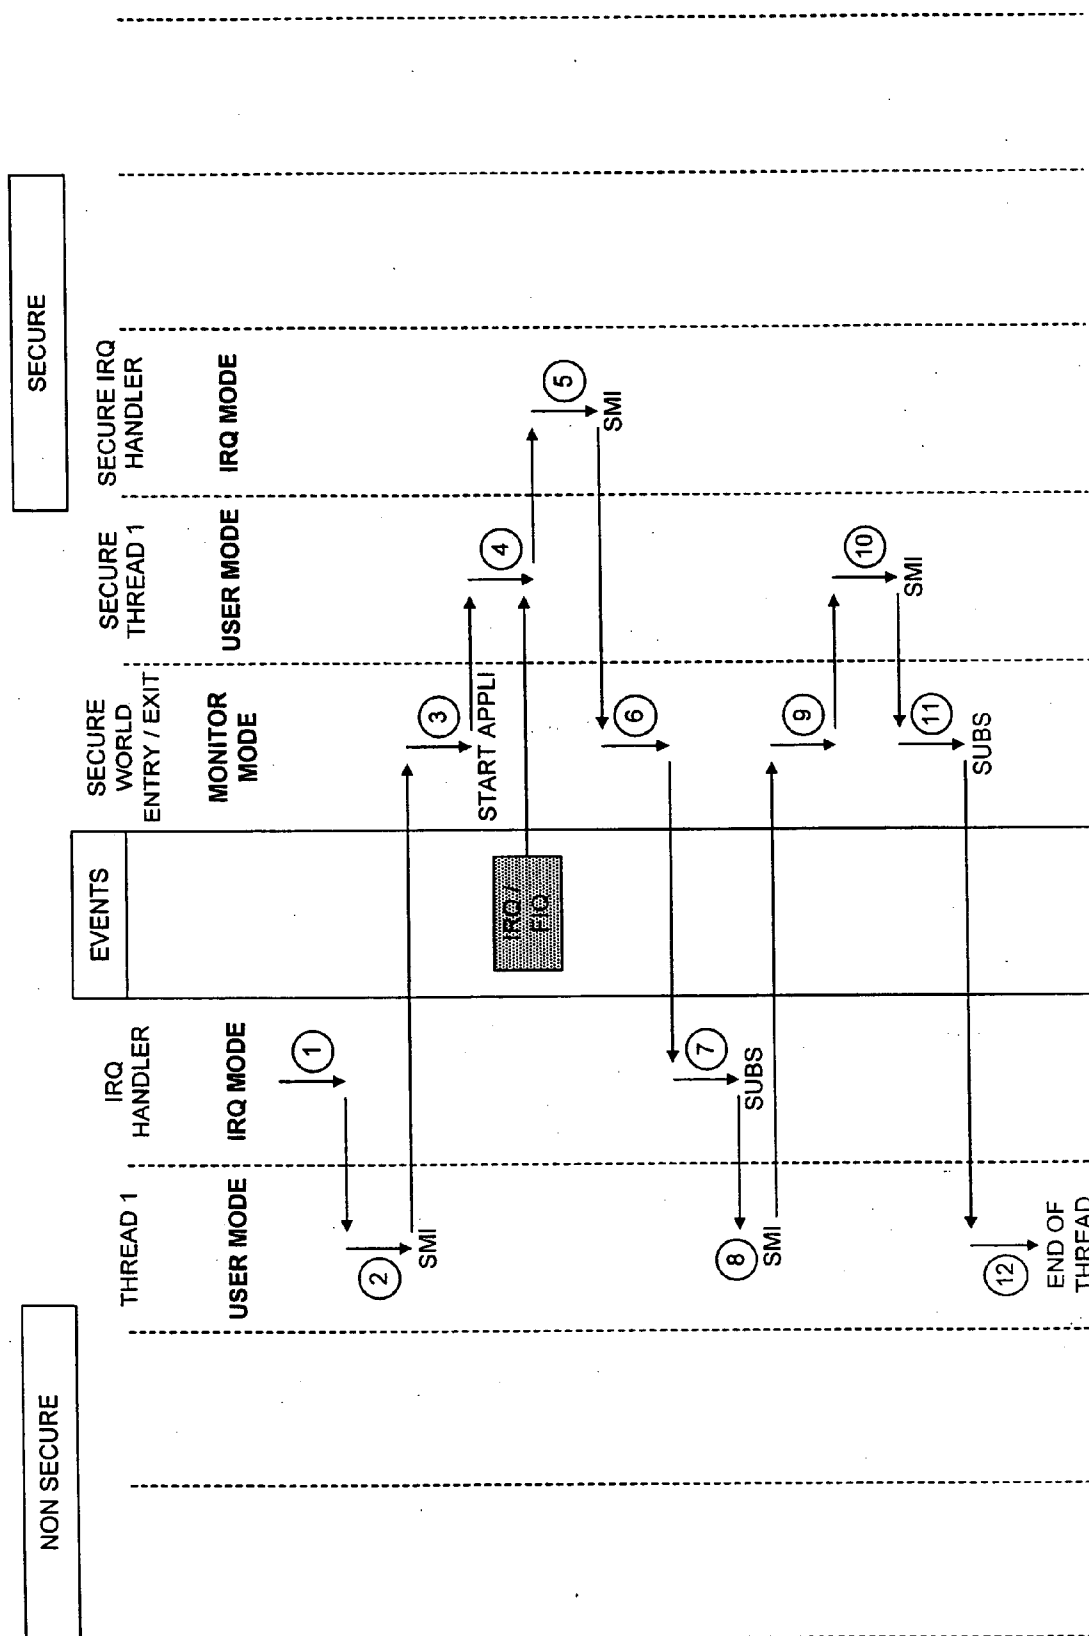 NON SECURE
SECURE
THREAD 1
IRQ
HANDLER
EVENTS
SECURE
WORLD
ENTRY / EXIT
SECURE
THREAD 1
SECURE IRQ
HANDLER
USER MODE
IRQ MODE
MONITOR
MODE
USER MODE
IRQ MODE
1
2
SMI
3
START APPLI
4
IRQ /
FIQ
5
SMI
6
7
SUBS
8
SMI
9
10
SMI
11
SUBS
12
END OF
THREAD